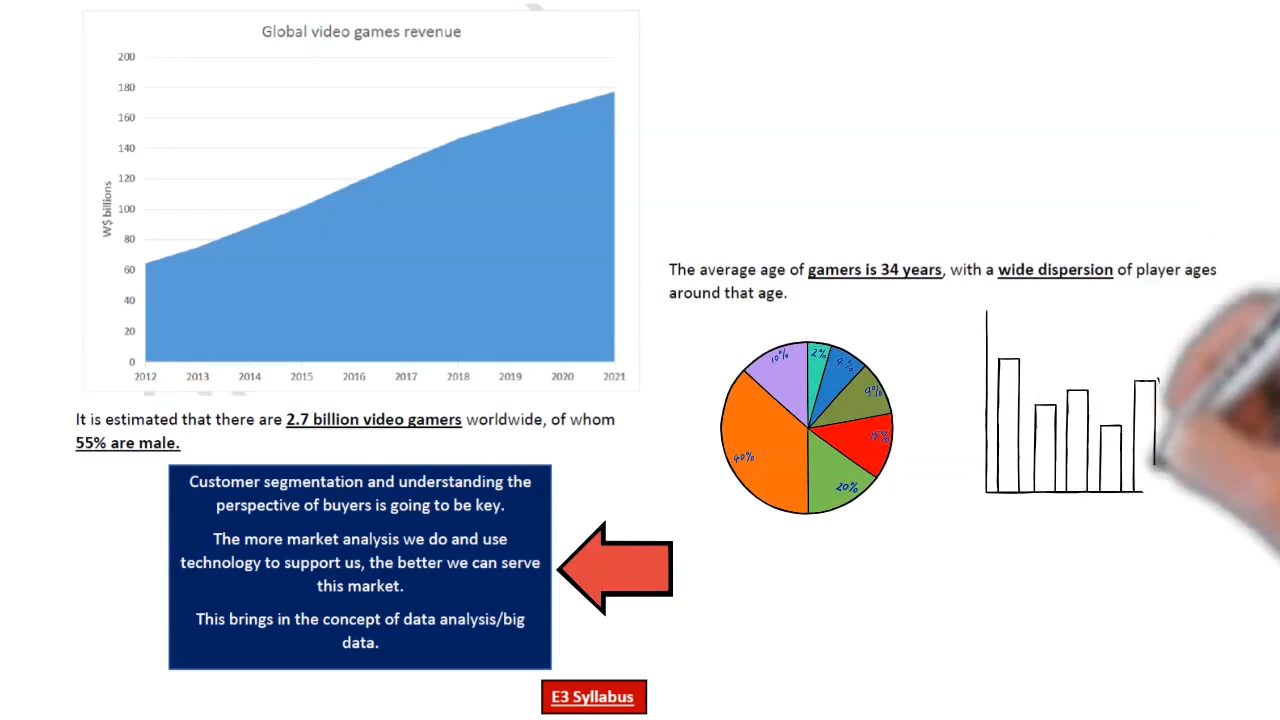 Global video games revenue
200
180
160
140
120
100
80
60
40
20
0
W$ billions
2012 2013 2014 2015 2016 2017 2018 2019 2020 2021
It is estimated that there are 2.7 billion video gamers worldwide, of whom
55% are male.
Customer segmentation and understanding the
perspective of buyers is going to be key.
The more market analysis we do and use
technology to support us, the better we can serve
this market.
This brings in the concept of data analysis/big
data.
E3 Syllabus
The average age of gamers is 34 years, with a wide dispersion of player ages
around that age.
10%
2%
4%
9%
15%
20%
40%